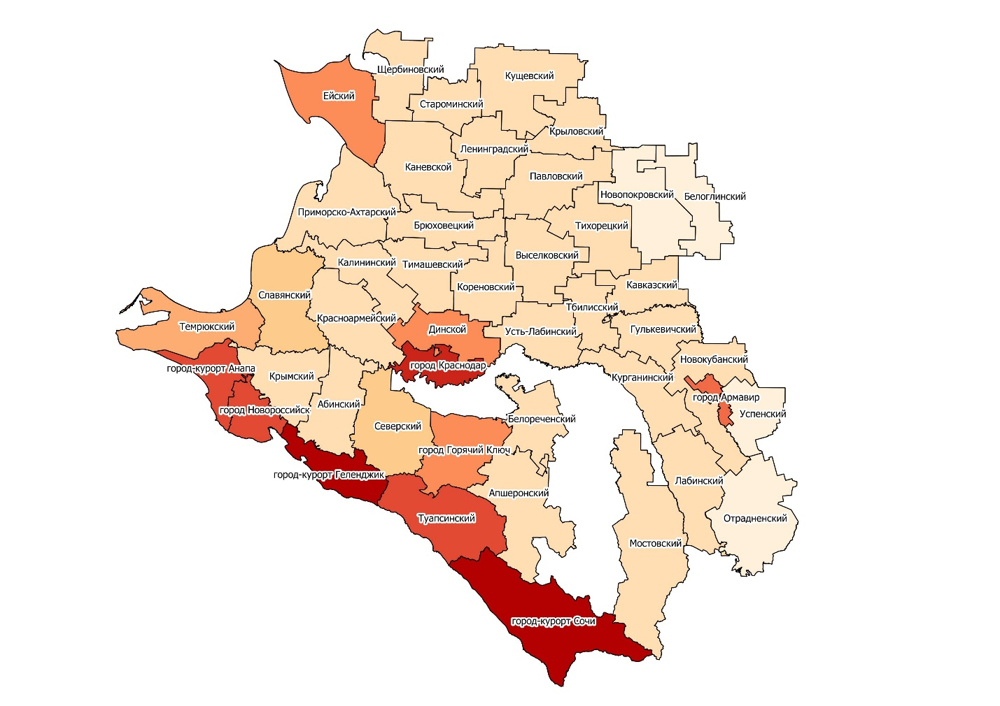 Щербиновский
Кущевский
Ейский
Староминский
Крыловский
Ленинградский
Каневской
Павловский
Новопокровский
Белоглинский
Приморско-Ахтарский
Брюховецкий
Тихорецкий
Выселковский
Калининский
Тимашевский
Кореновский
Кавказский
Славянский
Тбилисский
Красноармейский
Темрюкский
Динской
Усть-Лабинский
Гулькевичский
Новокубанский
город Краснодар
город-курорт Анапа
Крымский
Курганинский
город Армавир
Абинский
город Новороссийск
Успенский
Белореченский
Северский
город Горячий Ключ
город-курорт Геленджик
Лабинский
Апшеронский
Туапсинский
Отрадненский
Мостовский
город-курорт Сочи